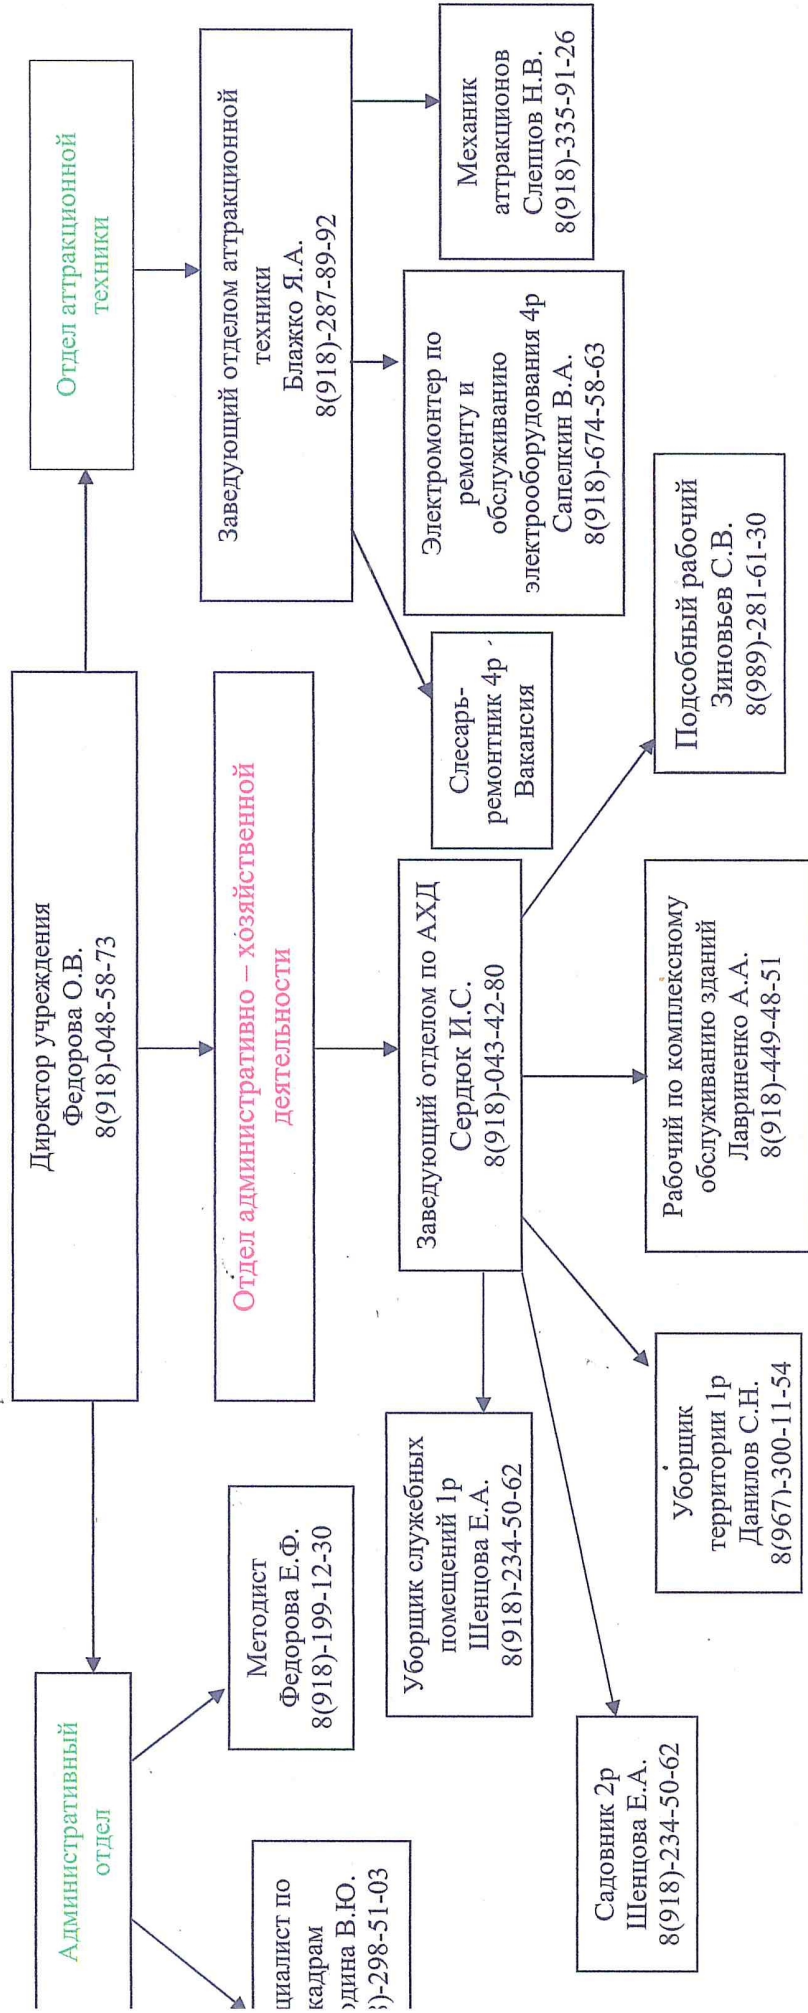 Директор учреждения
Федорова О.В.
8(918)-048-58-73
Административный
отдел
Отдел административно – хозяйственной
деятельности
Отдел аттракционной
техники
циалист по
кадрам
дина В.Ю.
)-298-51-03
Методист
Федорова Е.Ф.
8(918)-199-12-30
Заведующий отделом по АХД
Сердюк И.С.
8(918)-043-42-80
Заведующий отделом аттракционной
техники
Блажко Я.А.
8(918)-287-89-92
Уборщик служебных
помещений 1р
Шенцова Е.А.
8(918)-234-50-62
Слесарь-
ремонтник 4р
Вакансия
Электромонтер по
ремонту и
обслуживанию
электрооборудования 4р
Сапелкин В.А.
8(918)-674-58-63
Механик
аттракционов
Слепцов Н.В.
8(918)-335-91-26
Садовник 2р
Шенцова Е.А.
8(918)-234-50-62
Уборщик
территории 1р
Данилов С.Н.
8(967)-300-11-54
Рабочий по комплексному
обслуживанию зданий
Лавриненко А.А.
8(918)-449-48-51
Подсобный рабочий
Зиновьев С.В.
8(989)-281-61-30